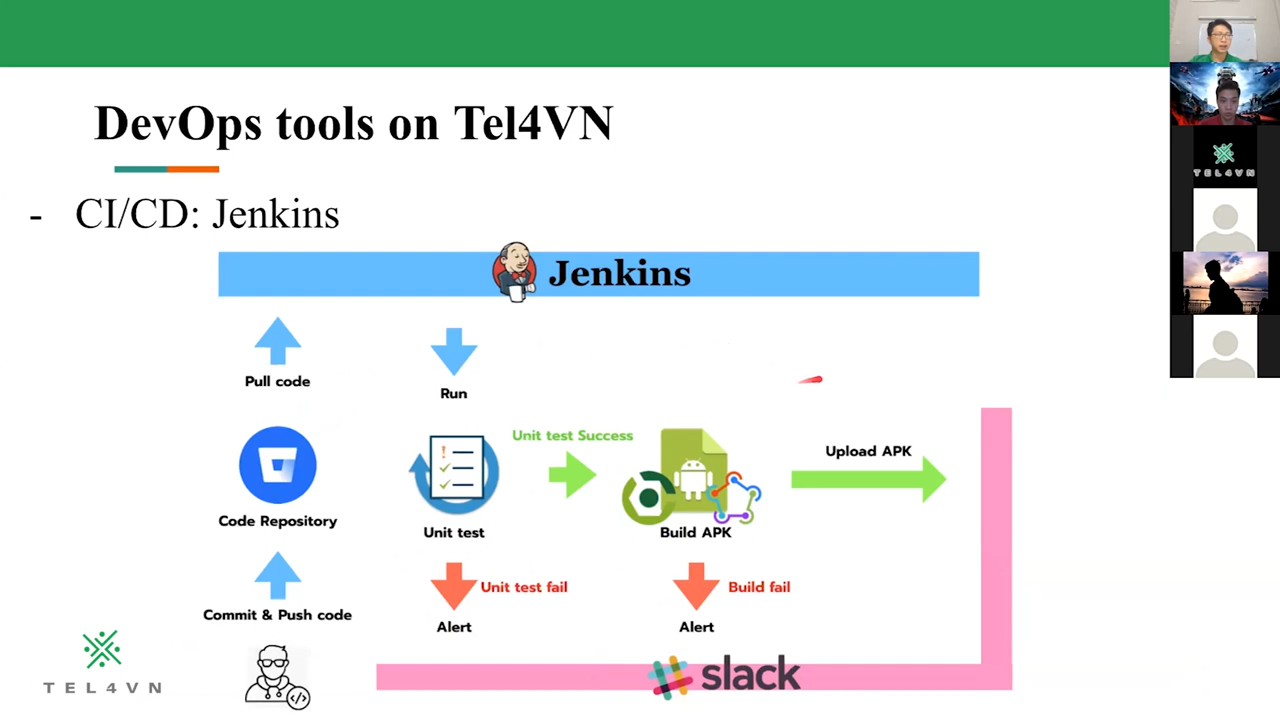 DevOps tools on Tel4VN
- CI/CD: Jenkins
Jenkins
Pull code
Run
Unit test Success
Upload APK
Code Repository
Unit test
Build APK
Unit test fail
Build fail
Commit & Push code
Alert
Alert
slack
TEL4VN
TEL4VN